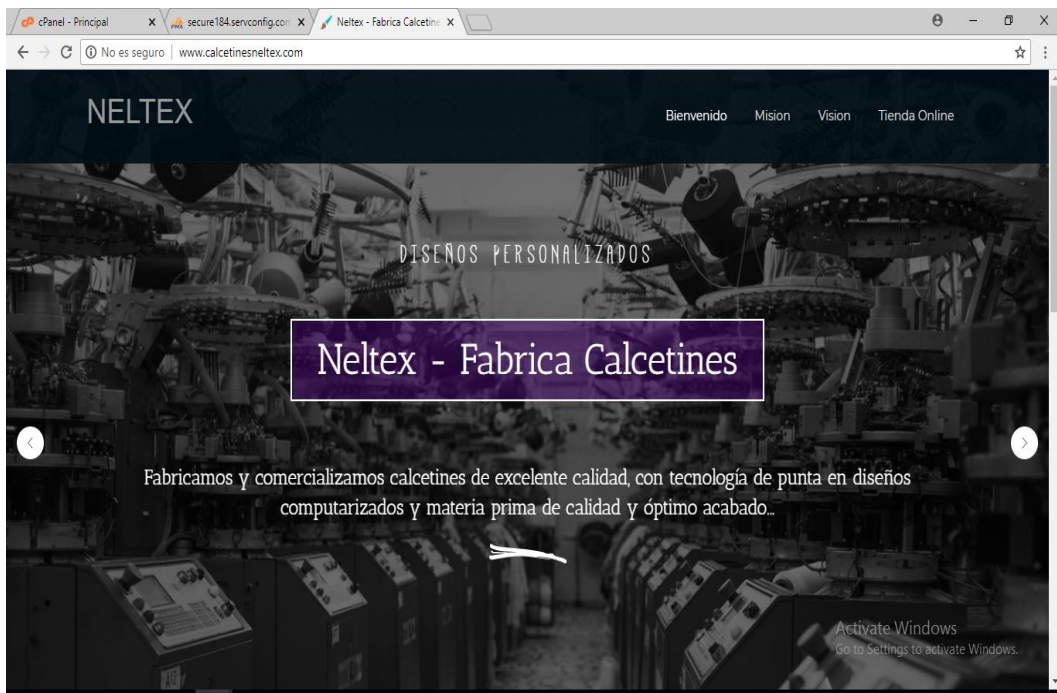 cPanel - Principal
secure184.servconfig.com
Neltex - Fabrica Calcetine
No es seguro
www.calcetinesneltex.com
NELTEX
Bienvenido Mision Vision Tienda Online
DISEÑOS PERSONALIZADOS
Neltex - Fabrica Calcetines
Fabricamos y comercializamos calcetines de excelente calidad, con tecnología de punta en diseños
computarizados y materia prima de calidad y óptimo acabado...
Activate Windows
Go to Settings to activate Windows.